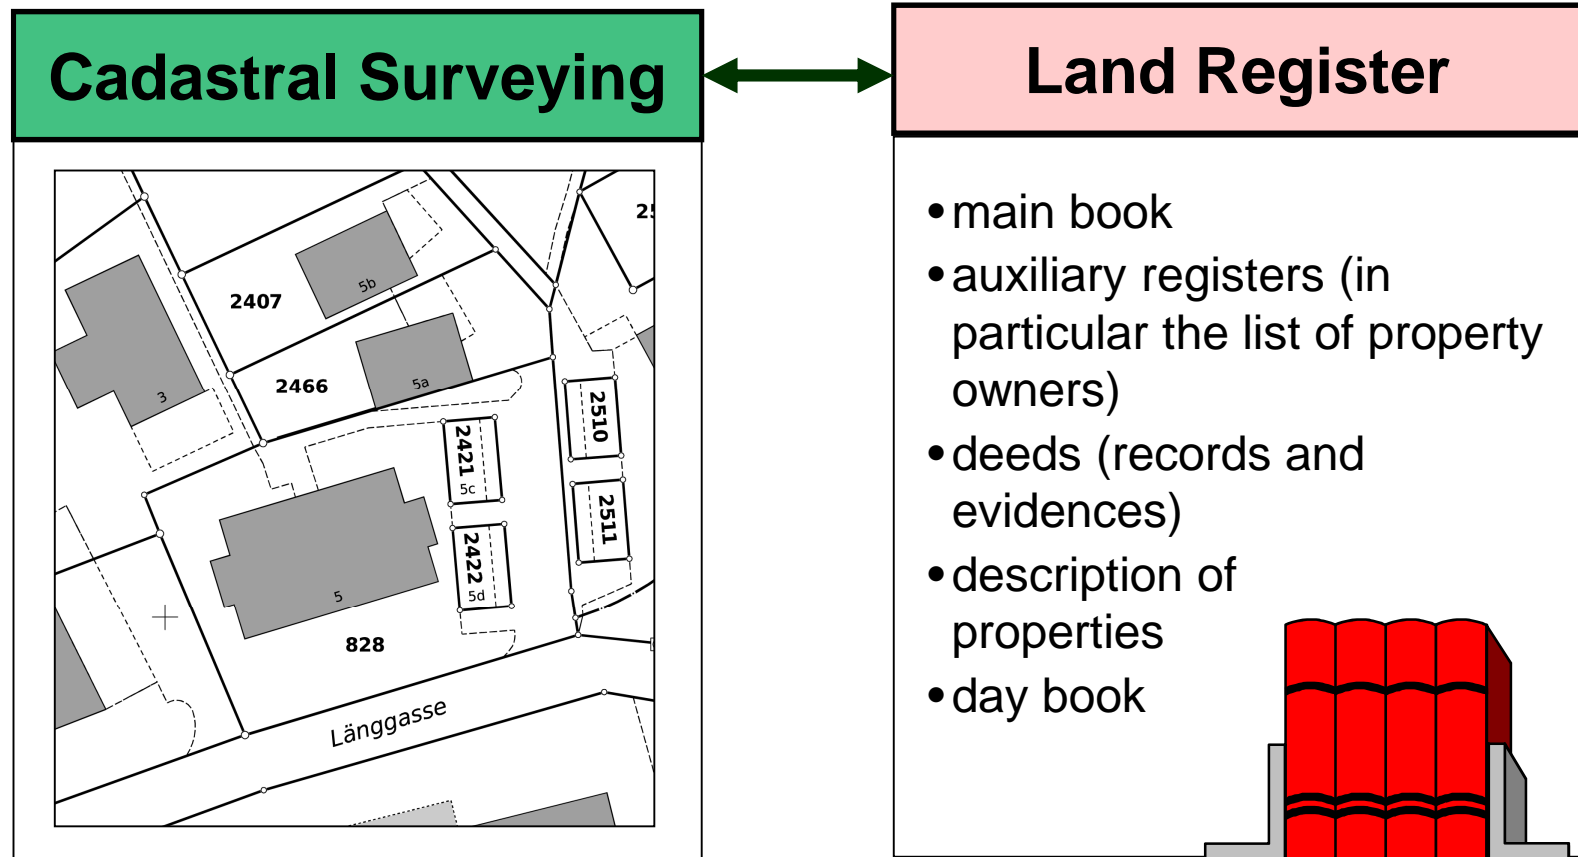 Cadastral Surveying
Land Register
25
5b
2407
2466
5a
3
2510
2421
5c
2511
2422
5d
5
828
Länggasse
•main book
•auxiliary registers (in
particular the list of property
owners)
•deeds (records and
evidences)
•description of
properties
•day book